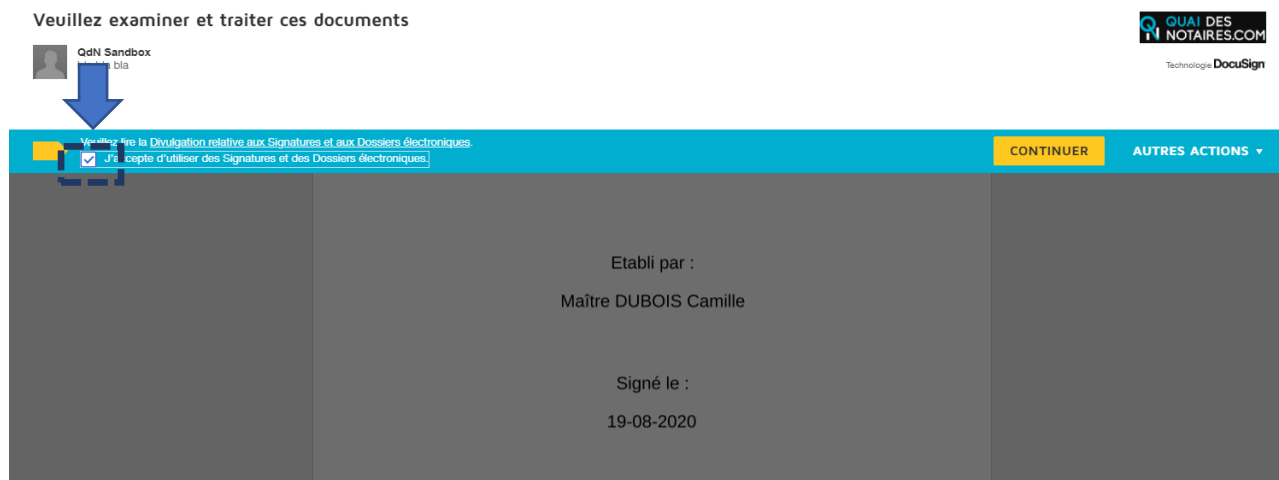 Veuillez examiner et traiter ces documents
QUAI DES
NOTAIRES.COM
QdN Sandbox
bla
Technologie DocuSign
Veuillez lire la Divulgation relative aux Signatures et aux Dossiers électroniques.
J'accepte d'utiliser des Signatures et des Dossiers électroniques.
CONTINUER
AUTRES ACTIONS
Etabli par :
Maître DUBOIS Camille
Signé le :
19-08-2020